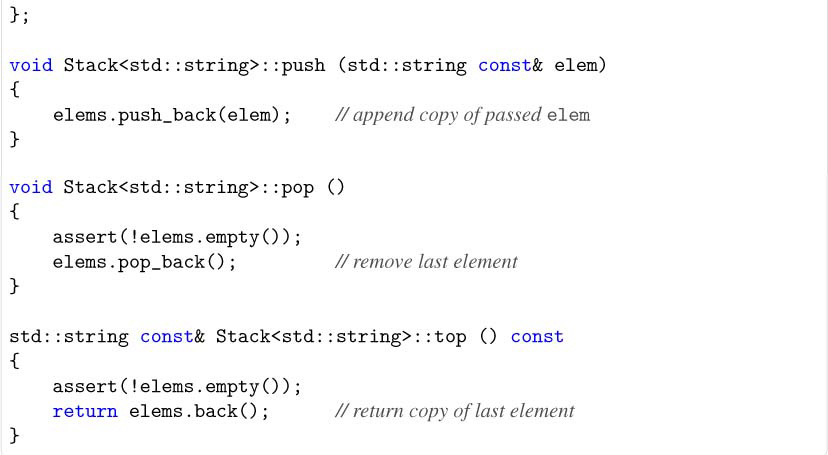 };
void Stack<std::string>::push (std::string const& elem)
{
elems.push_back(elem); // append copy of passed elem
}
void Stack<std::string>::pop ()
{
assert(!elems.empty());
elems.pop_back(); // remove last element
}
std::string const& Stack<std::string>::top () const
{
assert(!elems.empty());
return elems.back(); // return copy of last element
}